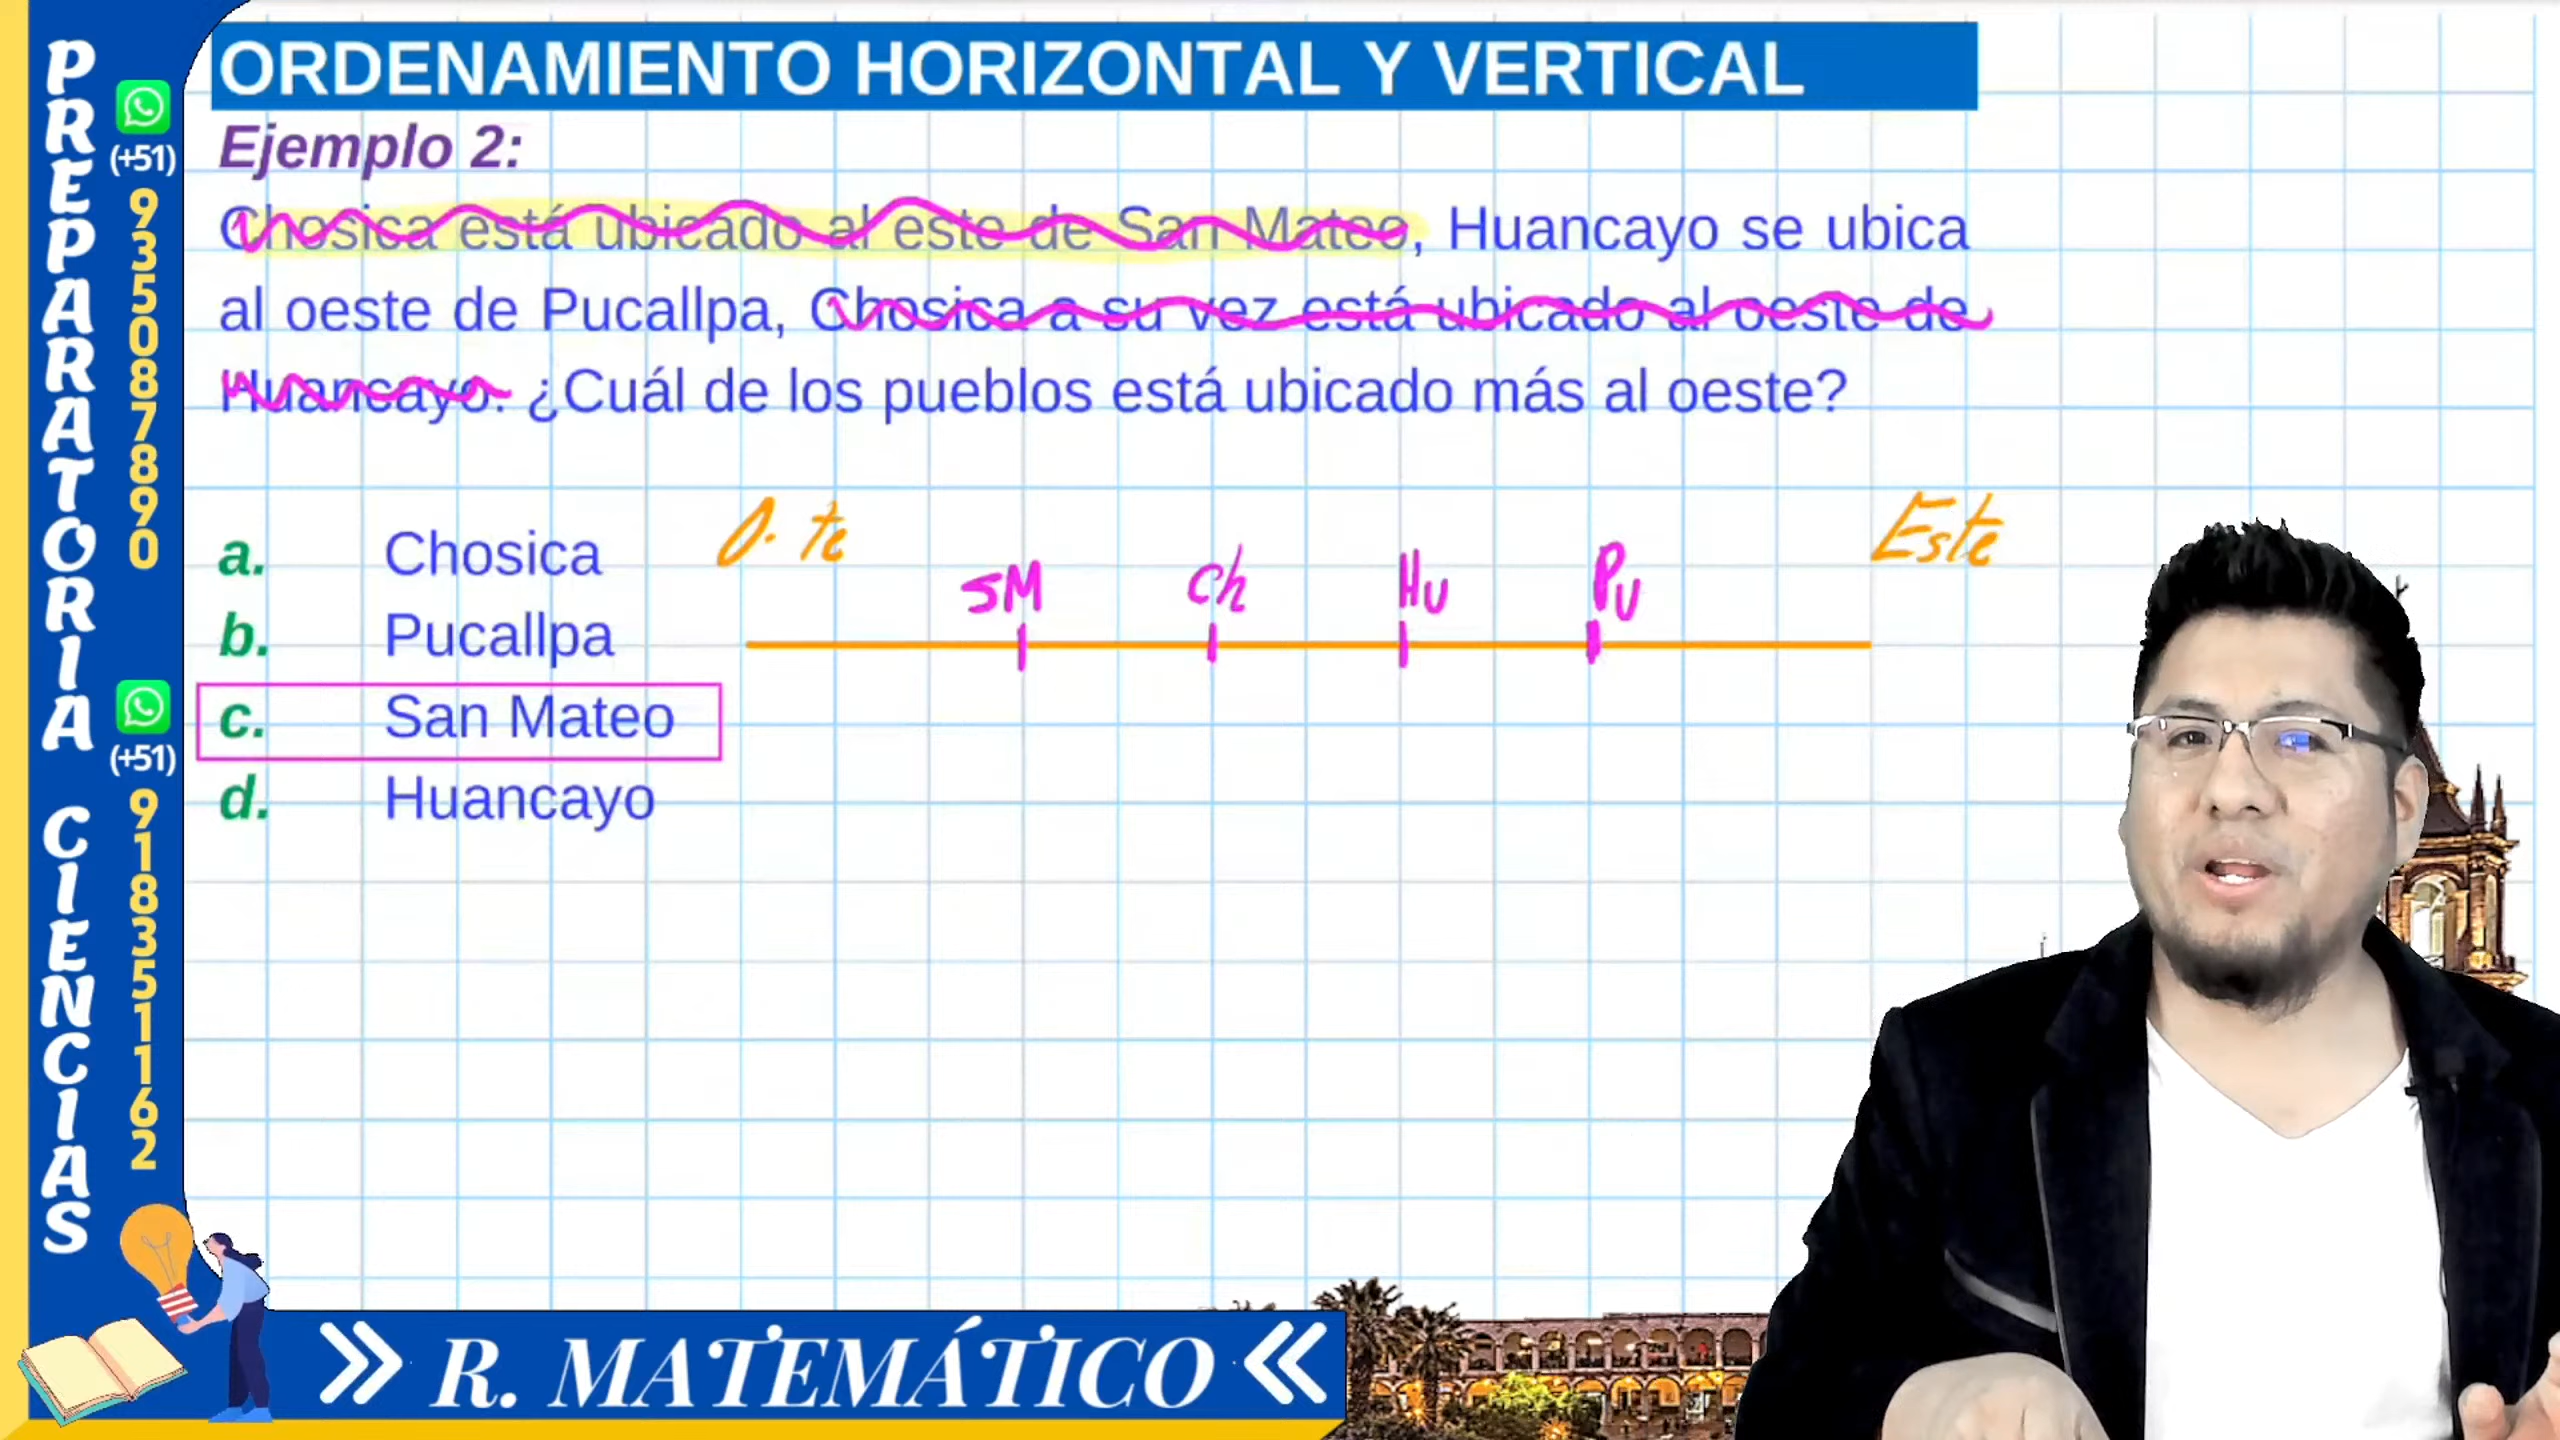 PREPARATORIA CIENCIAS
(+51)
935087890
(+51)
918351162
ORDENAMIENTO HORIZONTAL Y VERTICAL
Ejemplo 2:
Chosica está ubicado al este de San Mateo, Huancayo se ubica
al oeste de Pucallpa, Chosica a su vez está ubicado al oeste de
Huancayo. ¿Cuál de los pueblos está ubicado más al oeste?
a. Chosica
b. Pucallpa
c. San Mateo
d. Huancayo
O. te
Este
SM Ch Hu Pu
R. MATEMÁTICO